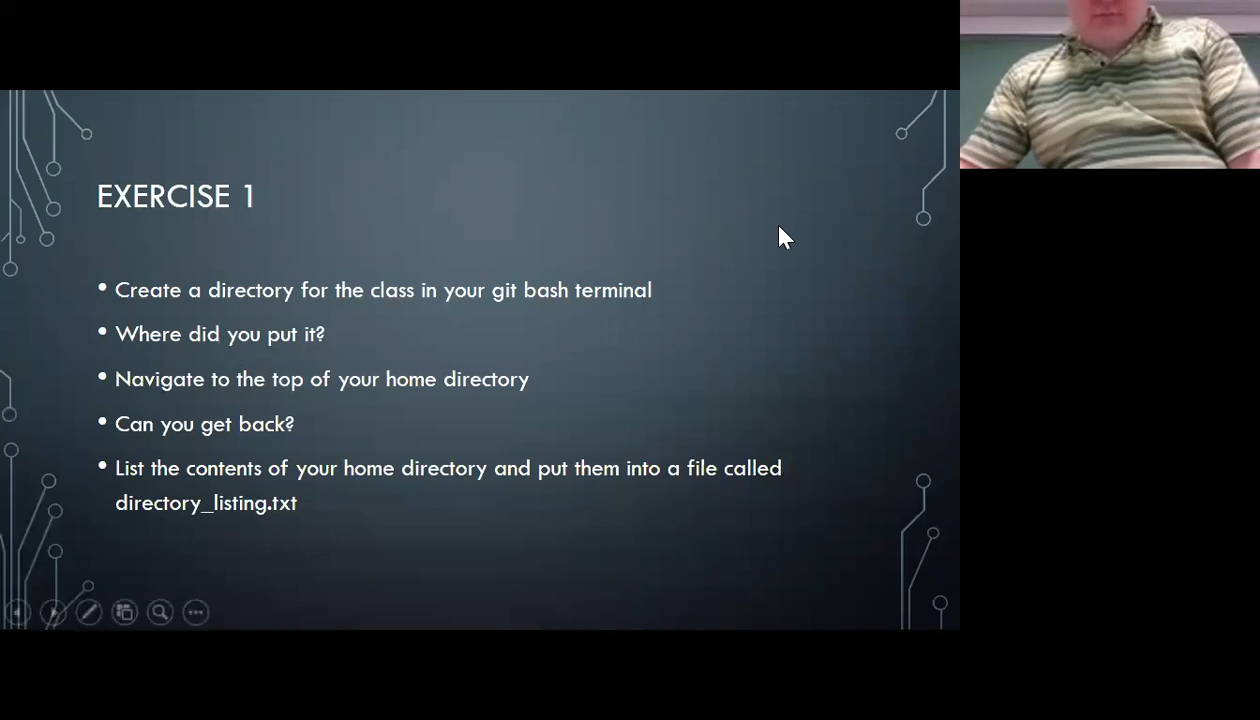 EXERCISE 1
• Create a directory for the class in your git bash terminal
• Where did you put it?
• Navigate to the top of your home directory
• Can you get back?
• List the contents of your home directory and put them into a file called
directory_listing.txt